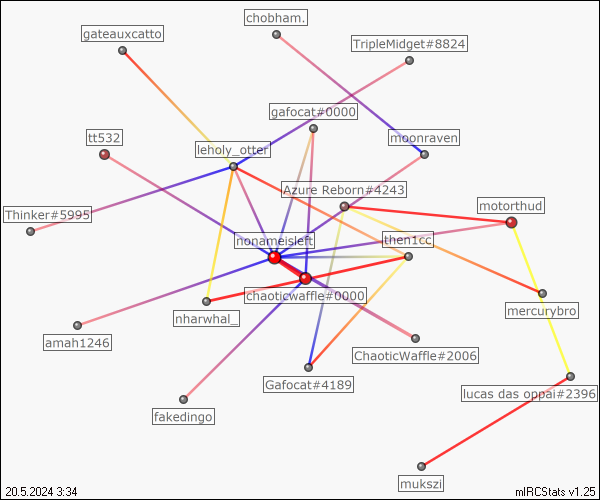 chobham.
gateauxcatto
TripleMidget#8824
gafocat#0000
tt532
moonraven
leholy_otter
Azure Reborn#4243
motorthud
Thinker#5995
nonameisleft
then1cc
chaoticwaffle#0000
nharwhal_
mercurybro
amah1246
ChaoticWaffle#2006
Gafocat#4189
lucas das oppai#2396
fakedingo
mukszi
20.5.2024 3:34
mIRCStats v1.25